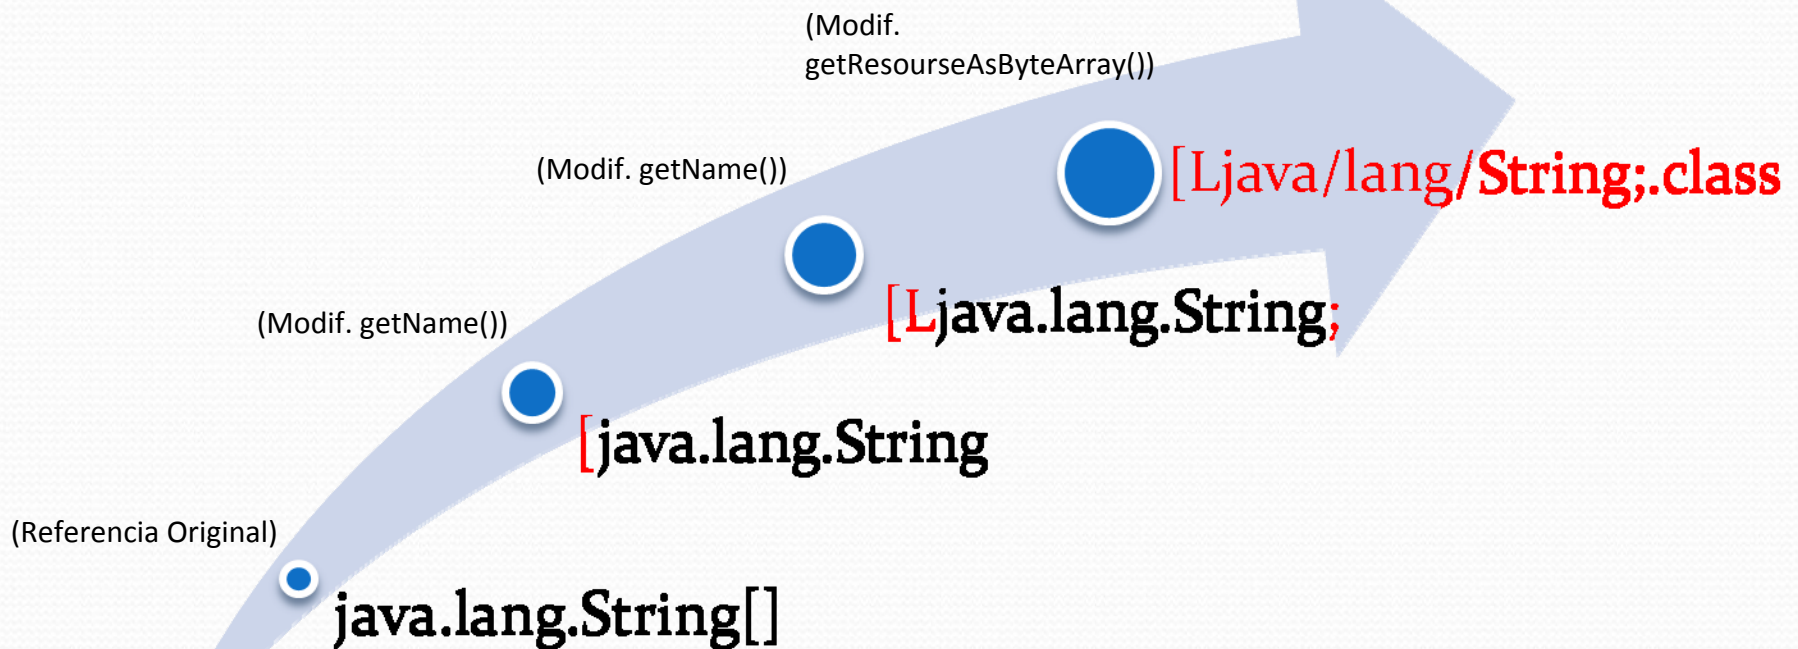 (Modif.
getResourseAsByteArray())
[Ljava/lang/String;.class
(Modif. getName())
[Ljava.lang.String;
(Modif. getName())
[java.lang.String
(Referencia Original)
java.lang.String[]